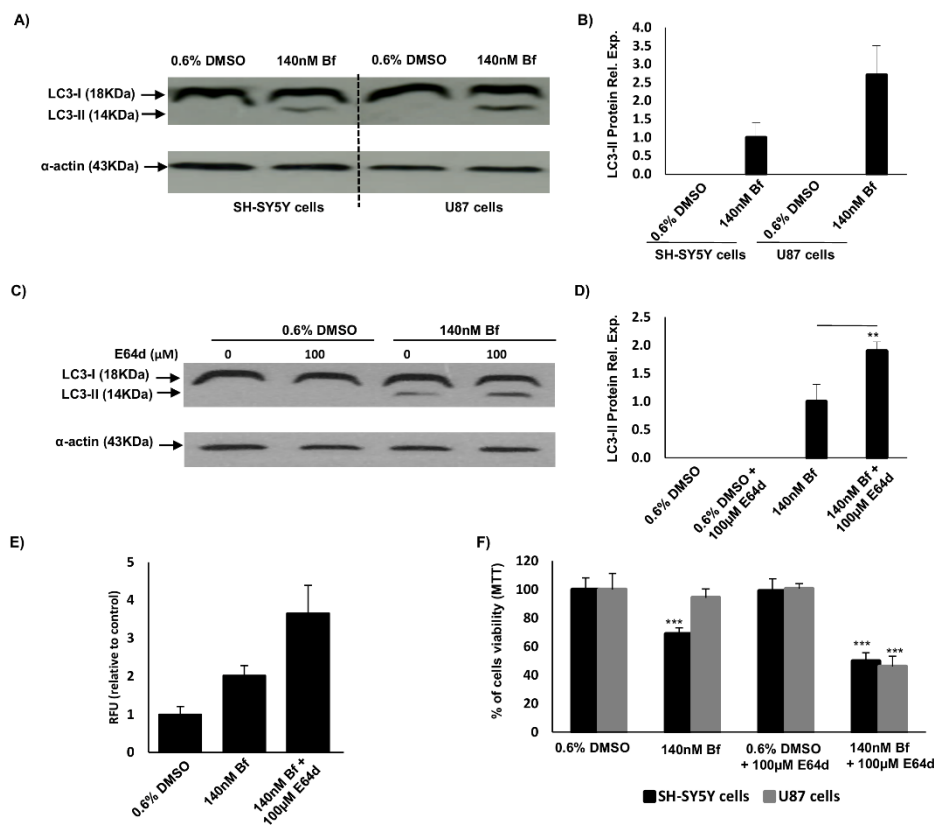 A)
0.6% DMSO 140nM Bf 0.6% DMSO 140nM Bf
LC3-I (18KDa)
LC3-II (14KDa)
α-actin (43KDa)
SH-SY5Y cells U87 cells
B)
LC3-II Protein Rel. Exp.
4.0
3.5
3.0
2.5
2.0
1.5
1.0
0.5
0.0
0.6% DMSO
140nM Bf
0.6% DMSO
140nM Bf
SH-SY5Y cells U87 cells
C)
0.6% DMSO 140nM Bf
E64d (µM) 0 100 0 100
LC3-I (18KDa)
LC3-II (14KDa)
α-actin (43KDa)
D)
LC3-II Protein Rel. Exp.
2.5
2.0
1.5
1.0
0.5
0.0
**
0.6% DMSO
0.6% DMSO +
100µM E64d
140nM Bf
140nM Bf +
100µM E64d
E)
RFU (relative to control)
5
4
3
2
1
0
0.6% DMSO
140nM Bf
140nM Bf +
100µM E64d
F)
% of cells viability (MTT)
120
100
80
60
40
20
0
***
*** ***
0.6% DMSO 140nM Bf 0.6% DMSO 140nM Bf
+ 100µM E64d + 100µM E64d
SH-SY5Y cells U87 cells